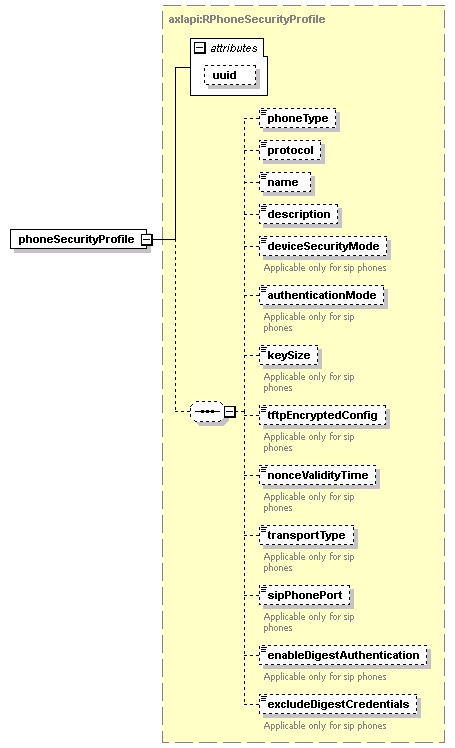 axlapi:RPhoneSecurityProfile
attributes
uuid
phoneType
protocol
name
description
phoneSecurityProfile
deviceSecurityMode
Applicable only for sip phones
authenticationMode
Applicable only for sip
phones
keySize
Applicable only for sip
phones
tftpEncryptedConfig
Applicable only for sip
phones
nonceValidityTime
Applicable only for sip
phones
transportType
Applicable only for sip
phones
sipPhonePort
Applicable only for sip
phones
enableDigestAuthentication
Applicable only for sip phones
excludeDigestCredentials
Applicable only for sip phones